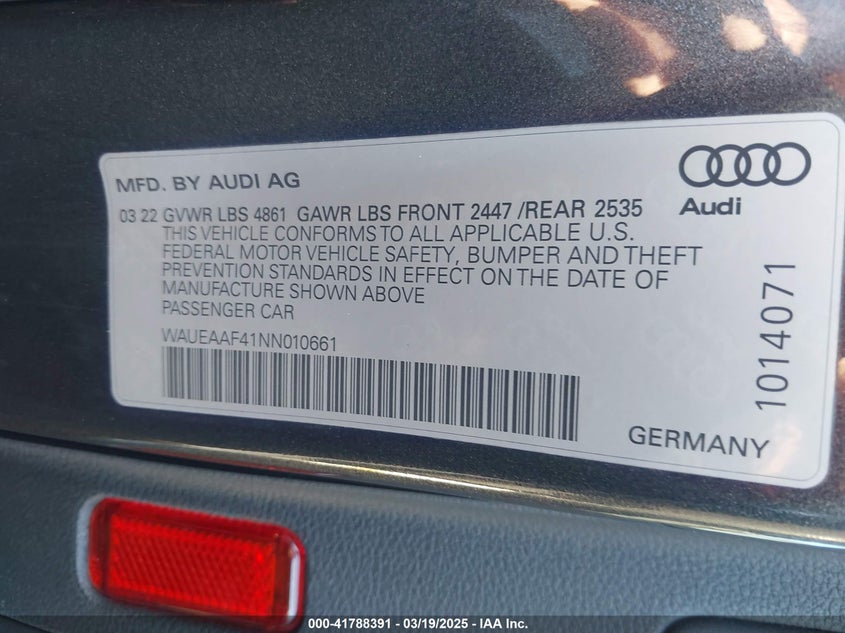 MFD. BY AUDI AG
Audi
03 22 GVWR LBS 4861 GAWR LBS FRONT 2447 /REAR 2535
THIS VEHICLE CONFORMS TO ALL APPLICABLE U.S.
FEDERAL MOTOR VEHICLE SAFETY, BUMPER AND THEFT
PREVENTION STANDARDS IN EFFECT ON THE DATE OF
MANUFACTURE SHOWN ABOVE
PASSENGER CAR
WAUEAAF41NN010661
1014071
GERMANY
000-41788391 - 03/19/2025 - IAA Inc.